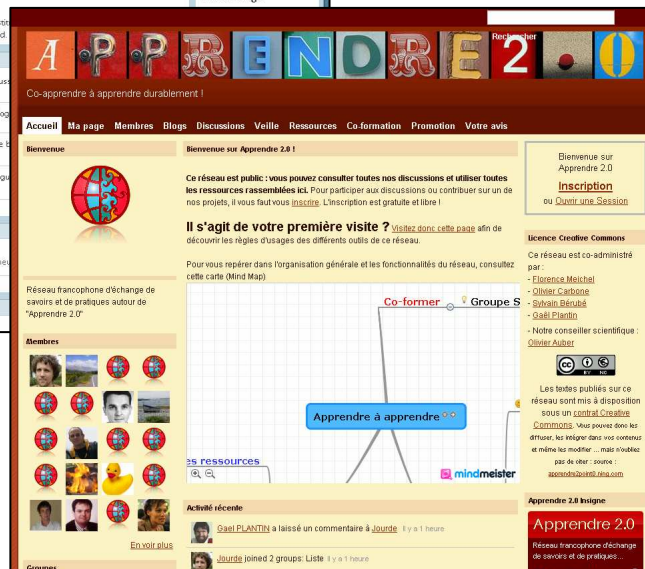 Rechercher
APPRENDRE 2.0
Co-apprendre à apprendre durablement !
Accueil Ma page Membres Blogs Discussions Veille Ressources Co-formation Promotion Votre avis
Bienvenue
Réseau francophone d'échange de
savoirs et de pratiques autour de
"Apprendre 2.0"
Membres
En voir plus
Groupes
Bienvenue sur Apprendre 2.0 !
Ce réseau est public : vous pouvez consulter toutes nos discussions et utiliser toutes
les ressources rassemblées ici. Pour participer aux discussions ou contribuer sur un de
nos projets, il vous faut vous inscrire. L'inscription est gratuite et libre !
Il s'agit de votre première visite ? Visitez donc cette page afin de
découvrir les règles d'usages des différents outils de ce réseau.
Pour vous repérer dans l'organisation générale et les fonctionnalités du réseau, consultez
cette carte (Mind Map)
Co-former
Groupe S
Apprendre à apprendre
es ressources
mindmeister
Activité récente
Gael PLANTIN a laissé un commentaire à Jourde Il y a 1 heure
Jourde joined 2 groups: Liste Il y a 1 heure
Bienvenue sur
Apprendre 2.0
Inscription
ou Ouvrir une Session
Licence Creative Commons
Ce réseau est co-administré
par :
- Florence Meichel
- Olivier Carbone
- Sylvain Bérubé
- Gaël Plantin
- Notre conseiller scientifique :
Olivier Auber
cc BY NC
Les textes publiés sur ce
réseau sont mis à disposition
sous un contrat Creative
Commons. Vous pouvez donc les
diffuser, les intégrer dans vos contenus
et même les modifier ... mais n'oubliez
pas de citer : source :
apprendre2point0.ning.com
Apprendre 2.0 Insigne
Apprendre 2.0
Réseau francophone d'échange
de savoirs et de pratiques...